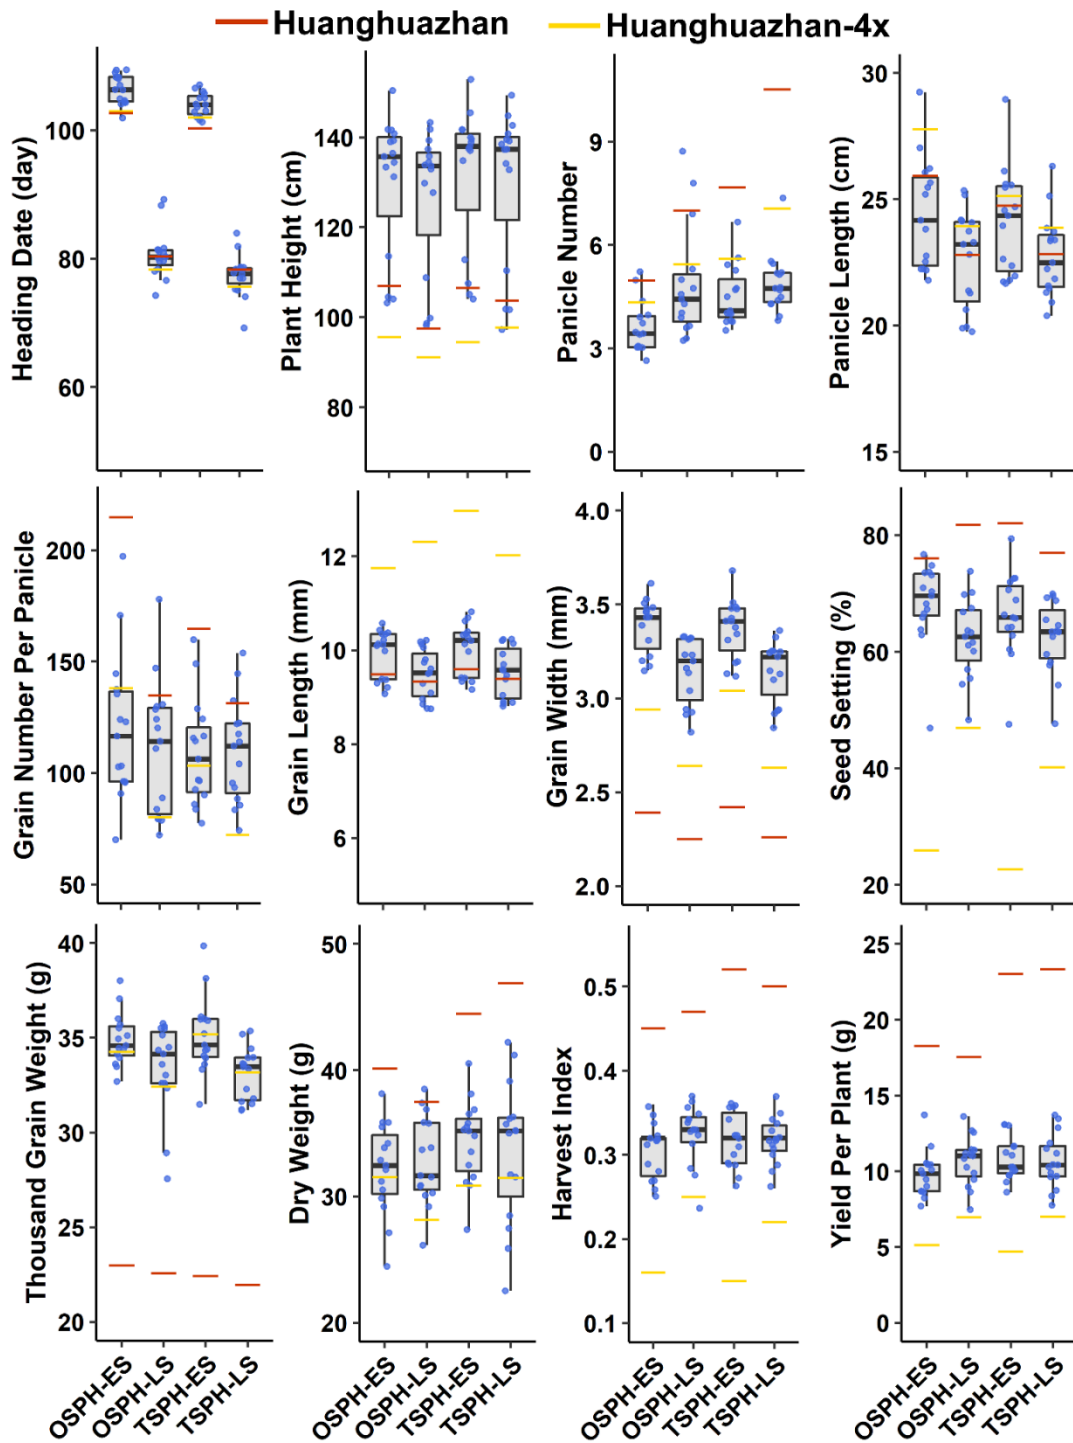 Huanghuazhan
Huanghuazhan-4x
Heading Date (day)
100
80
60
Plant Height (cm)
140
120
100
80
Panicle Number
9
6
3
0
Panicle Length (cm)
30
25
20
15
Grain Number Per Panicle
200
150
100
50
Grain Length (mm)
12
10
8
6
Grain Width (mm)
4.0
3.5
3.0
2.5
2.0
Seed Setting (%)
80
60
40
20
Thousand Grain Weight (g)
40
35
30
25
20
Dry Weight (g)
50
40
30
20
Harvest Index
0.5
0.4
0.3
0.2
0.1
Yield Per Plant (g)
25
20
15
10
5
0
OSPH-ES
OSPH-LS
TSPH-ES
TSPH-LS
OSPH-ES
OSPH-LS
TSPH-ES
TSPH-LS
OSPH-ES
OSPH-LS
TSPH-ES
TSPH-LS
OSPH-ES
OSPH-LS
TSPH-ES
TSPH-LS